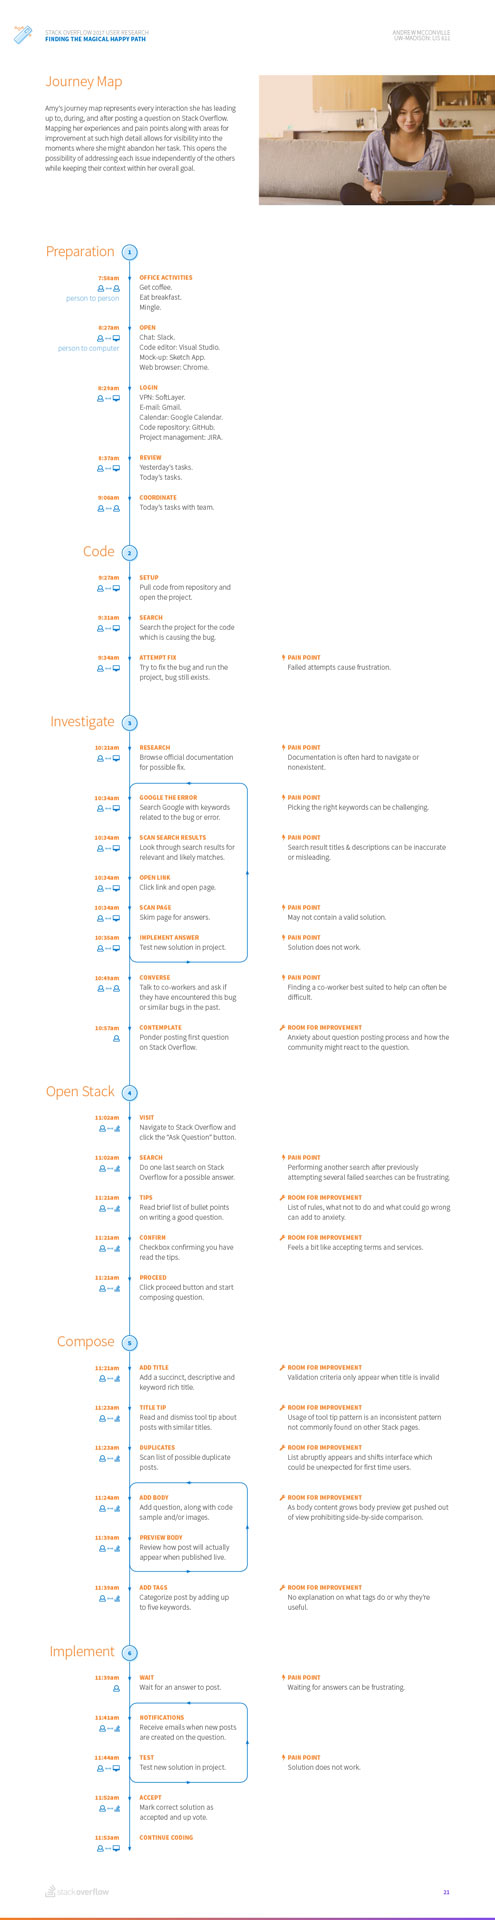 STACK OVERFLOW 2017 USER RESEARCH
FINDING THE MAGICAL HAPPY PATH
ANDREW MCCONVILLE
UW-MADISON: LIS 611
Journey Map
Amy's journey map represents every interaction she has leading
up to, during, and after posting a question on Stack Overflow.
Mapping her experiences and pain points along with areas for
improvement at such high detail allows for visibility into the
moments where she might abandon her task. This opens the
possibility of addressing each issue independently of the others
while keeping their context within her overall goal.
Preparation
1
7:58am
OFFICE ACTIVITIES
person to person
Get coffee.
Eat breakfast.
Mingle.
8:27am
OPEN
person to computer
Chat: Slack.
Code editor: Visual Studio.
Mock-up: Sketch App.
Web browser: Chrome.
8:29am
LOGIN
VPN: SoftLayer.
E-mail: Gmail.
Calendar: Google Calendar.
Code repository: GitHub.
Project management: JIRA.
8:37am
REVIEW
Yesterday's tasks.
Today's tasks.
9:06am
COORDINATE
Today's tasks with team.
Code
2
9:27am
SETUP
Pull code from repository and
open the project.
9:31am
SEARCH
Search the project for the code
which is causing the bug.
9:34am
ATTEMPT FIX
Try to fix the bug and run the
project, bug still exists.
PAIN POINT
Failed attempts cause frustration.
Investigate
3
10:21am
RESEARCH
Browse official documentation
for possible fix.
PAIN POINT
Documentation is often hard to navigate or
nonexistent.
10:34am
GOOGLE THE ERROR
Search Google with keywords
related to the bug or error.
PAIN POINT
Picking the right keywords can be challenging.
10:34am
SCAN SEARCH RESULTS
Look through search results for
relevant and likely matches.
PAIN POINT
Search result titles & descriptions can be inaccurate
or misleading.
10:34am
OPEN LINK
Click link and open page.
10:34am
SCAN PAGE
Skim page for answers.
PAIN POINT
May not contain a valid solution.
10:35am
IMPLEMENT ANSWER
Test new solution in project.
PAIN POINT
Solution does not work.
10:49am
CONVERSE
Talk to co-workers and ask if
they have encountered this bug
or similar bugs in the past.
PAIN POINT
Finding a co-worker best suited to help can often be
difficult.
10:57am
CONTEMPLATE
Ponder posting first question
on Stack Overflow.
ROOM FOR IMPROVEMENT
Anxiety about question posting process and how the
community might react to the question.
Open Stack
4
11:02am
VISIT
Navigate to Stack Overflow and
click the "Ask Question" button.
11:02am
SEARCH
Do one last search on Stack
Overflow for a possible answer.
PAIN POINT
Performing another search after previously
attempting several failed searches can be frustrating.
11:21am
TIPS
Read brief list of bullet points
on writing a good question.
ROOM FOR IMPROVEMENT
List of rules, what not to do and what could go wrong
can add to anxiety.
11:21am
CONFIRM
Checkbox confirming you have
read the tips.
ROOM FOR IMPROVEMENT
Feels a bit like accepting terms and services.
11:21am
PROCEED
Click proceed button and start
composing question.
Compose
5
11:21am
ADD TITLE
Add a succinct, descriptive and
keyword rich title.
ROOM FOR IMPROVEMENT
Validation criteria only appear when title is invalid
11:23am
TITLE TIP
Read and dismiss tool tip about
posts with similar titles.
ROOM FOR IMPROVEMENT
Usage of tool tip pattern is an inconsistent pattern
not commonly found on other Stack pages.
11:23am
DUPLICATES
Scan list of possible duplicate
posts.
ROOM FOR IMPROVEMENT
List abruptly appears and shifts interface which
could be unexpected for first time users.
11:24am
ADD BODY
Add question, along with code
sample and/or images.
ROOM FOR IMPROVEMENT
As body content grows body preview get pushed out
of view prohibiting side-by-side comparison.
11:39am
PREVIEW BODY
Review how post will actually
appear when published live.
11:39am
ADD TAGS
Categorize post by adding up
to five keywords.
ROOM FOR IMPROVEMENT
No explanation on what tags do or why they're
useful.
Implement
6
11:39am
WAIT
Wait for an answer to post.
PAIN POINT
Waiting for answers can be frustrating.
11:41am
NOTIFICATIONS
Receive emails when new posts
are created on the question.
11:44am
TEST
Test new solution in project.
PAIN POINT
Solution does not work.
11:52am
ACCEPT
Mark correct solution as
accepted and up vote.
11:53am
CONTINUE CODING
stackoverflow
21